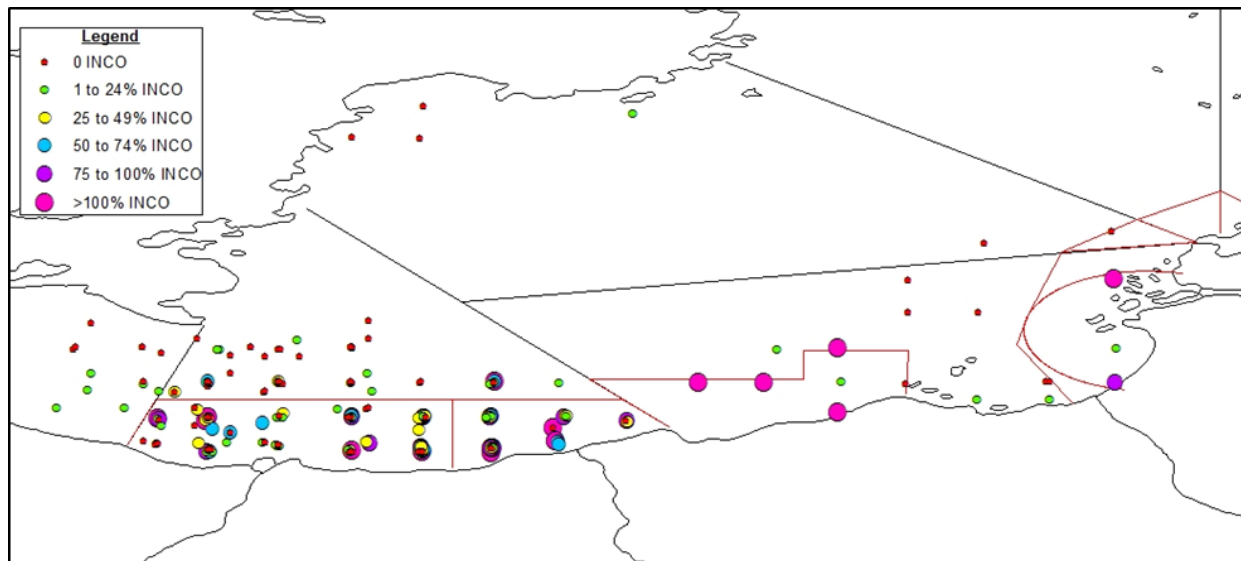 Legend
0 INCO
1 to 24% INCO
25 to 49% INCO
50 to 74% INCO
75 to 100% INCO
>100% INCO